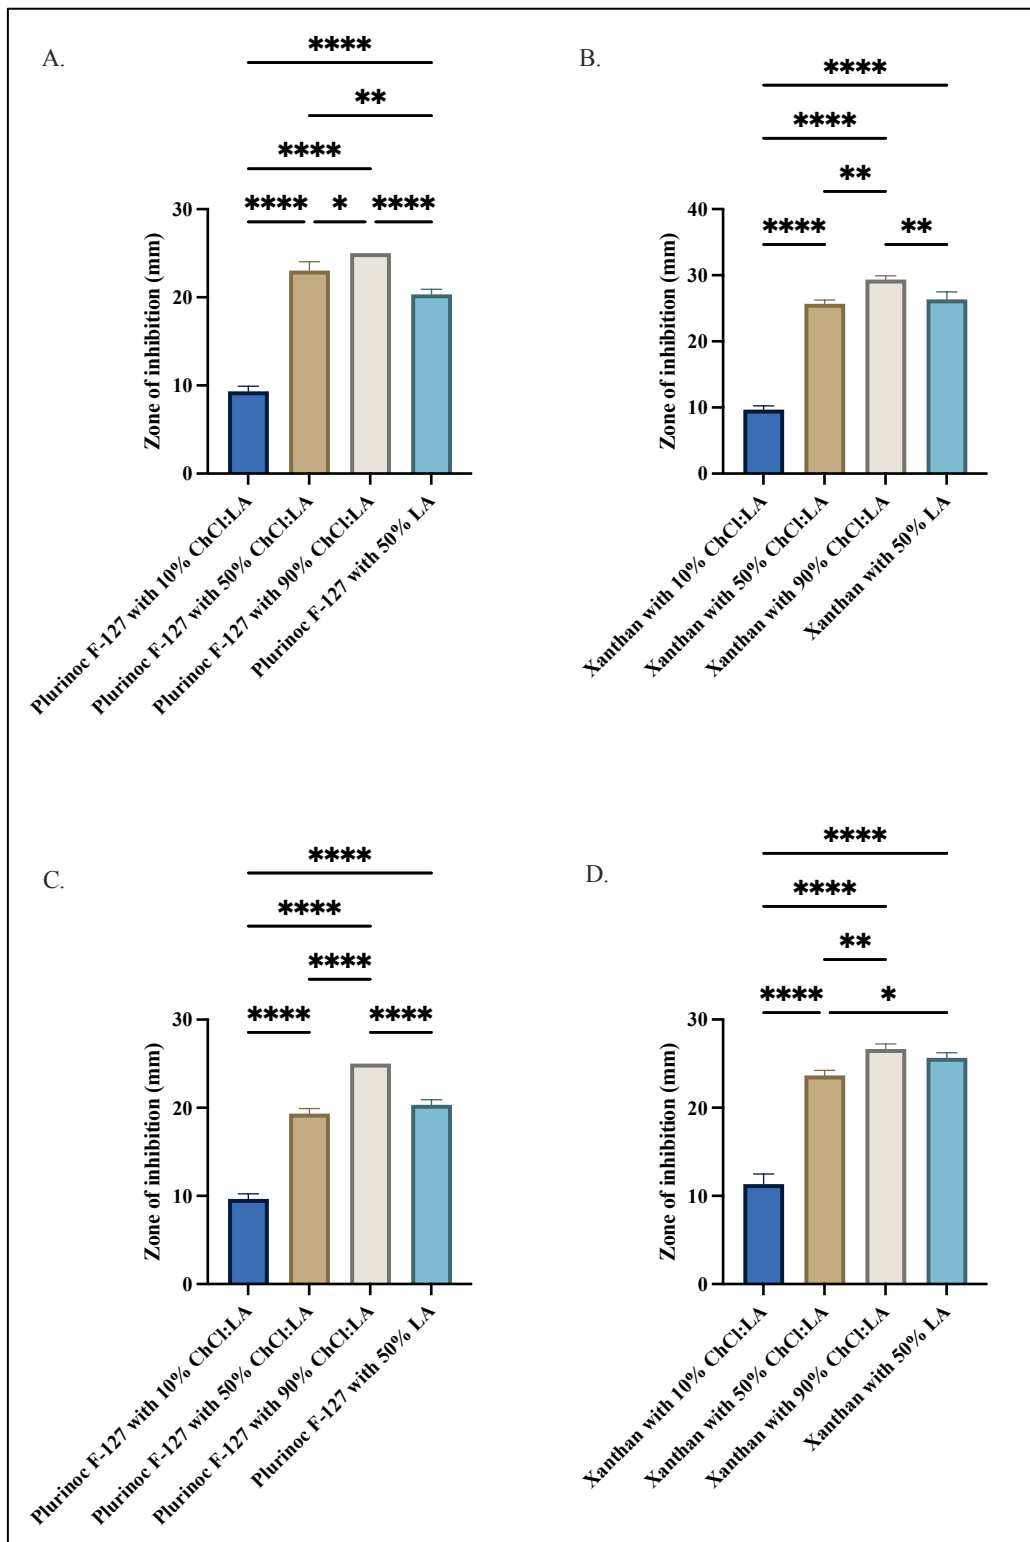 A.
****
**
****
**** * ****
Zone of inhibition (mm)
30
20
10
0
Plurinoc F-127 with 10% ChCl:LA
Plurinoc F-127 with 50% ChCl:LA
Plurinoc F-127 with 90% ChCl:LA
Plurinoc F-127 with 50% LA
B.
****
****
**
**** **
Zone of inhibition (mm)
40
30
20
10
0
Xanthan with 10% ChCl:LA
Xanthan with 50% ChCl:LA
Xanthan with 90% ChCl:LA
Xanthan with 50% LA
C.
****
****
****
**** ****
Zone of inhibition (mm)
30
20
10
0
Plurinoc F-127 with 10% ChCl:LA
Plurinoc F-127 with 50% ChCl:LA
Plurinoc F-127 with 90% ChCl:LA
Plurinoc F-127 with 50% LA
D.
****
****
**
**** *
Zone of inhibition (mm)
30
20
10
0
Xanthan with 10% ChCl:LA
Xanthan with 50% ChCl:LA
Xanthan with 90% ChCl:LA
Xanthan with 50% LA